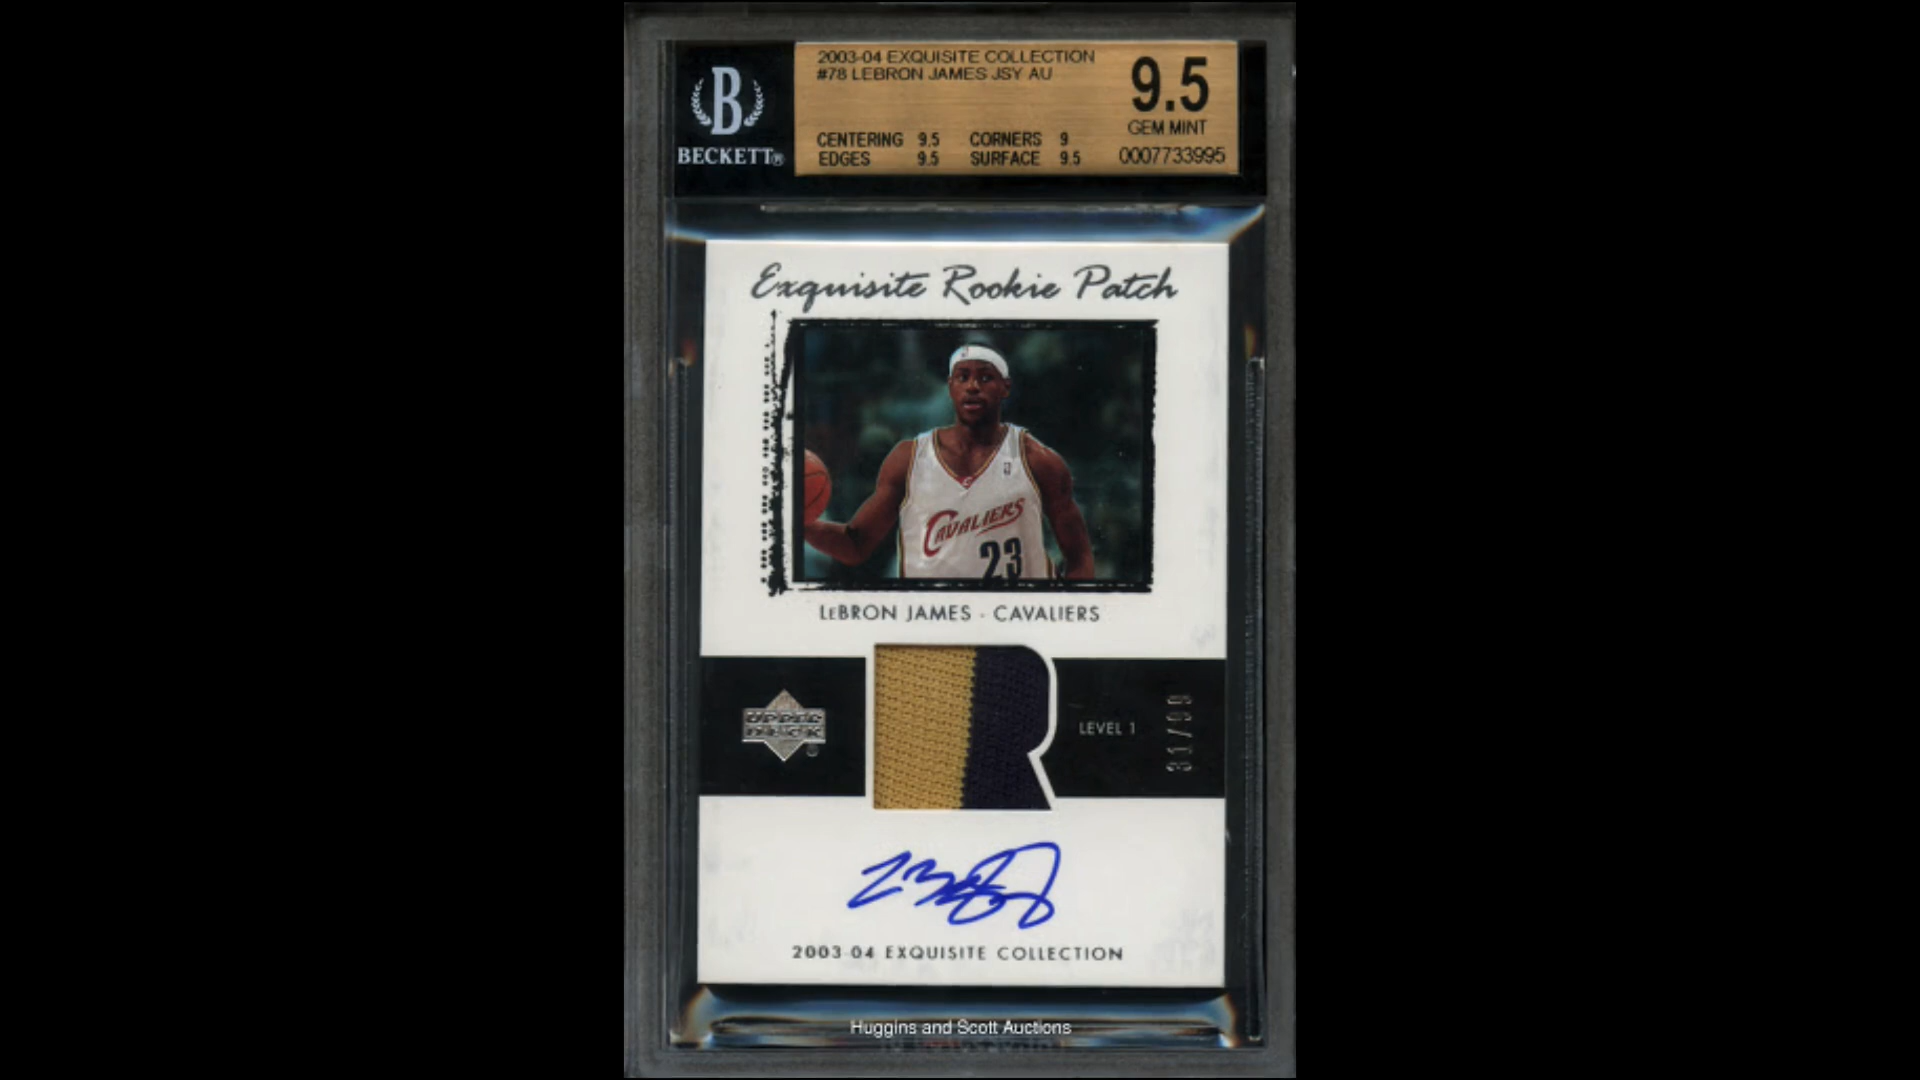 2003-04 EXQUISITE COLLECTION
#78 LEBRON JAMES JSY AU
9.5
GEM MINT
CENTERING 9.5 CORNERS 9
EDGES 9.5 SURFACE 9.5
0007733995
B
BECKETT®
Exquisite Rookie Patch
CAVALIERS
23
LEBRON JAMES - CAVALIERS
UPPER
DECK
®
LEVEL 1
31/99
2003-04 EXQUISITE COLLECTION
Huggins and Scott Auctions